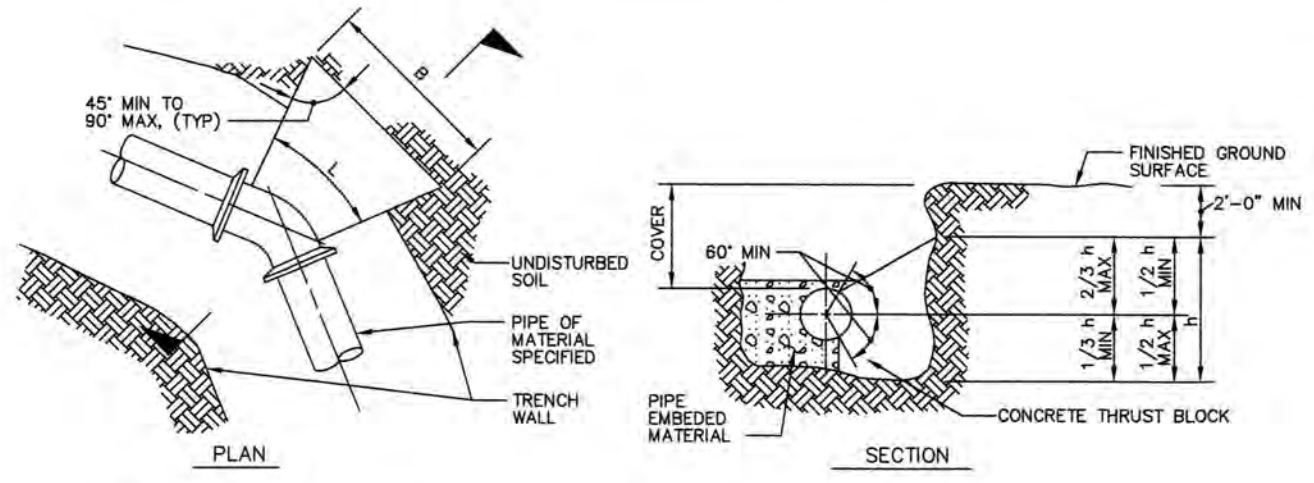 B
45° MIN TO
90° MAX, (TYP)
L
UNDISTURBED
SOIL
PIPE OF
MATERIAL
SPECIFIED
TRENCH
WALL
PLAN
FINISHED GROUND
SURFACE
2'-0" MIN
COVER
60° MIN
2/3 h
MAX
1/2 h
MIN
h
1/3 h
MIN
1/2 h
MAX
PIPE
EMBEDED
MATERIAL
CONCRETE THRUST BLOCK
SECTION